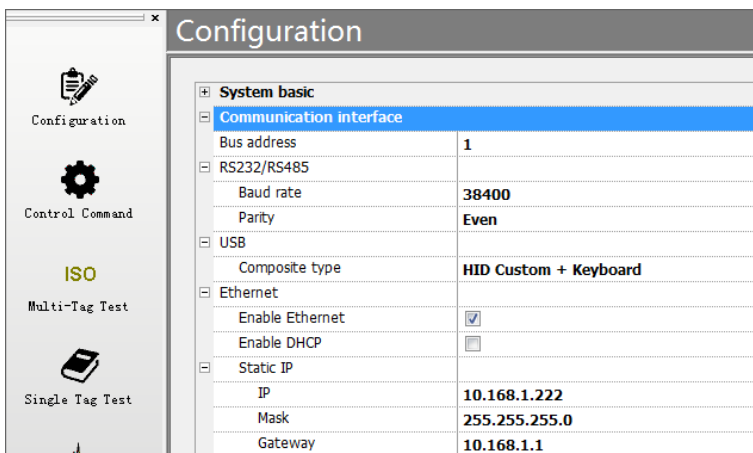 x
Configuration
Configuration
Control Command
ISO
Multi-Tag Test
Single Tag Test
System basic
Communication interface
Bus address 1
RS232/RS485
Baud rate 38400
Parity Even
USB
Composite type HID Custom + Keyboard
Ethernet
Enable Ethernet
Enable DHCP
Static IP
IP 10.168.1.222
Mask 255.255.255.0
Gateway 10.168.1.1